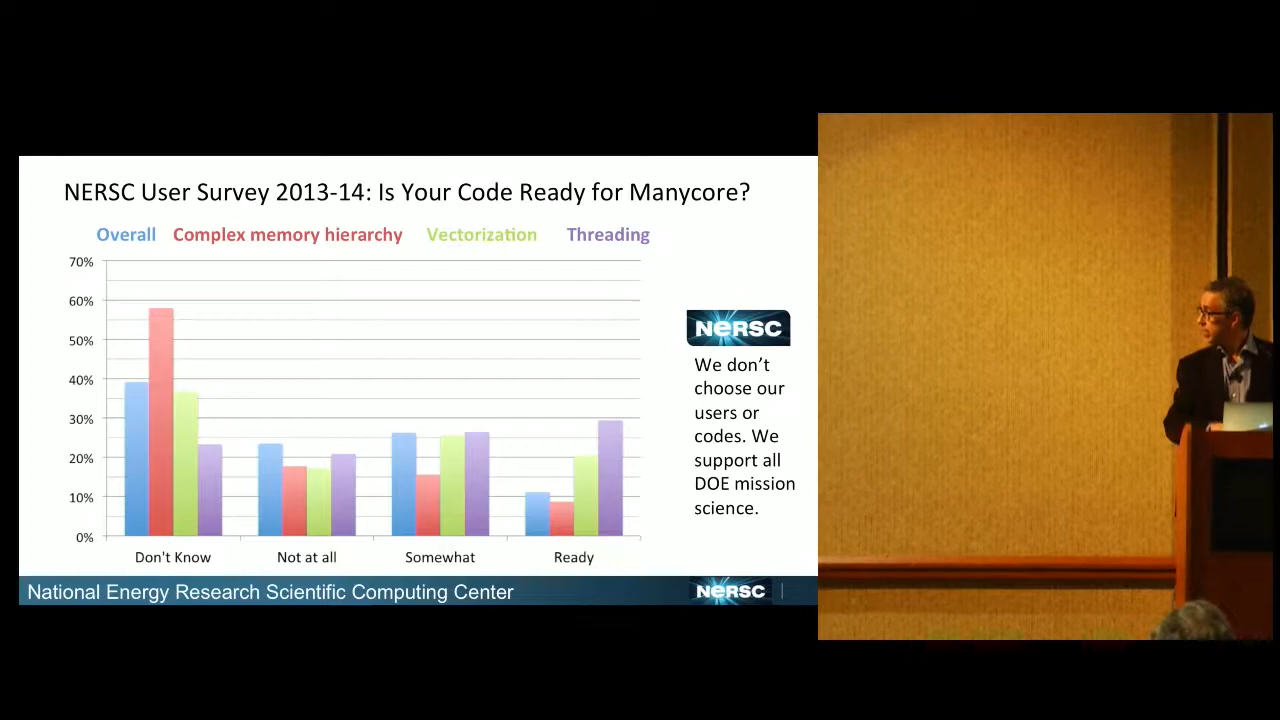 NERSC User Survey 2013-14: Is Your Code Ready for Manycore?
Overall Complex memory hierarchy Vectorization Threading
70%
60%
50%
40%
30%
20%
10%
0%
Don't Know Not at all Somewhat Ready
NERSC
We don't
choose our
users or
codes. We
support all
DOE mission
science.
National Energy Research Scientific Computing Center
NERSC